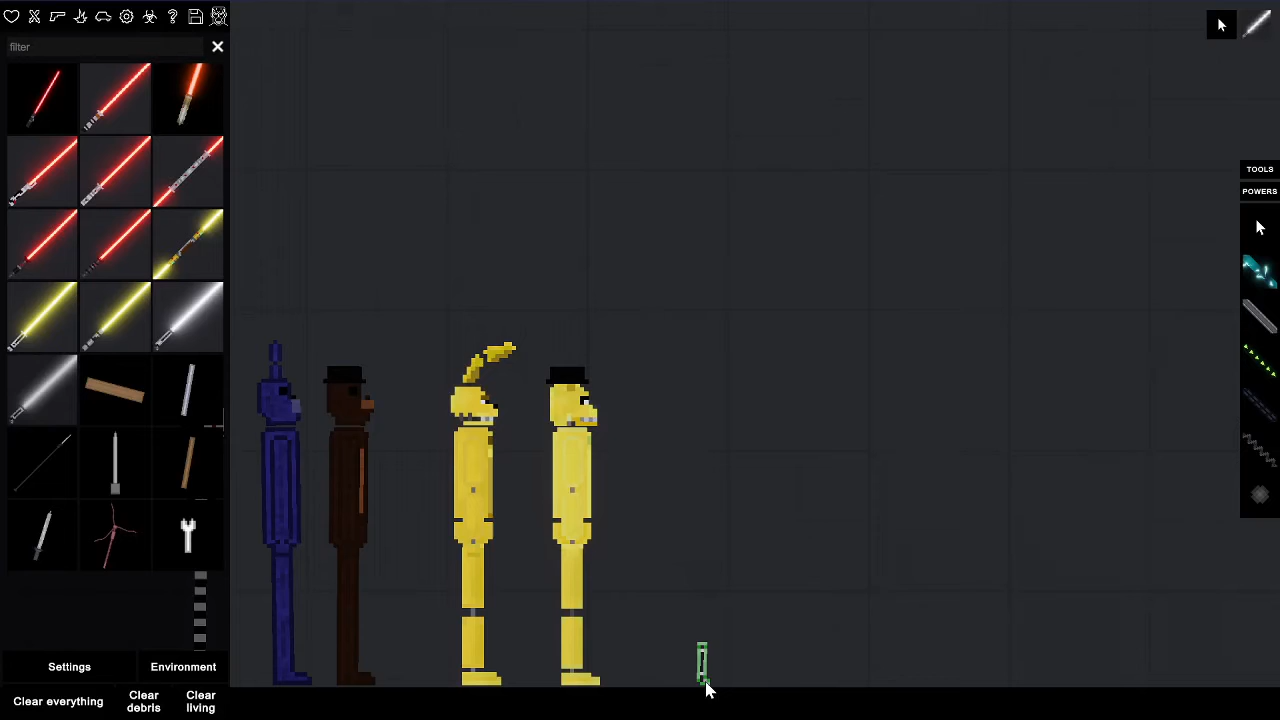 filter
TOOLS
POWERS
Settings
Environment
Clear everything
Clear
debris
Clear
living